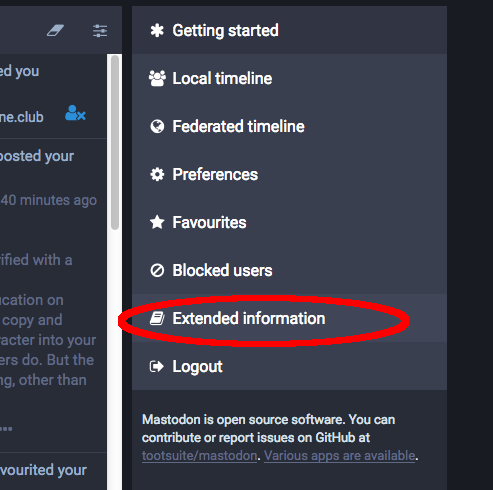 ed you
ne.club
posted your
40 minutes ago
rified with a
ucation on
copy and
racter into your
ers do. But the
ng, other than
vourited your
Getting started
Local timeline
Federated timeline
Preferences
Favourites
Blocked users
Extended information
Logout
Mastodon is open source software. You can
contribute or report issues on GitHub at
tootsuite/mastodon. Various apps are available.